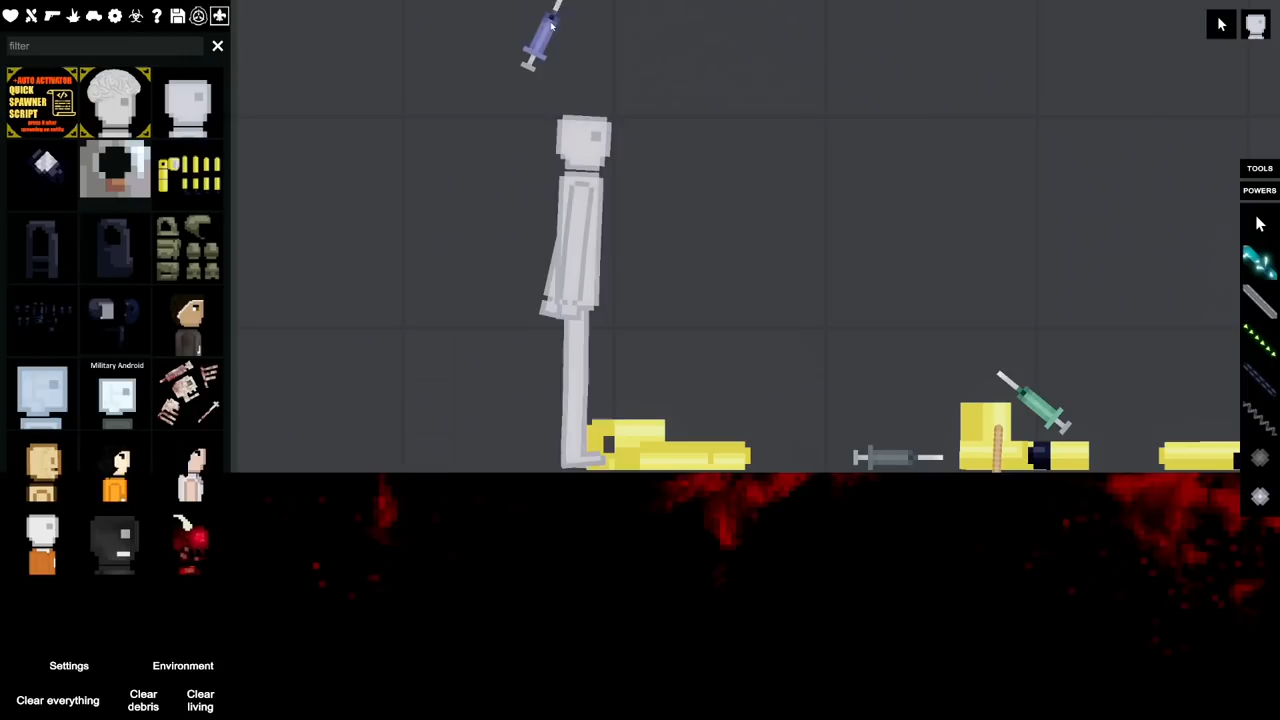 ?
filter
+AUTO ACTIVATOR
QUICK
SPAWNER
SCRIPT
TOOLS
POWERS
Military Android
Settings
Environment
Clear everything
Clear
debris
Clear
living